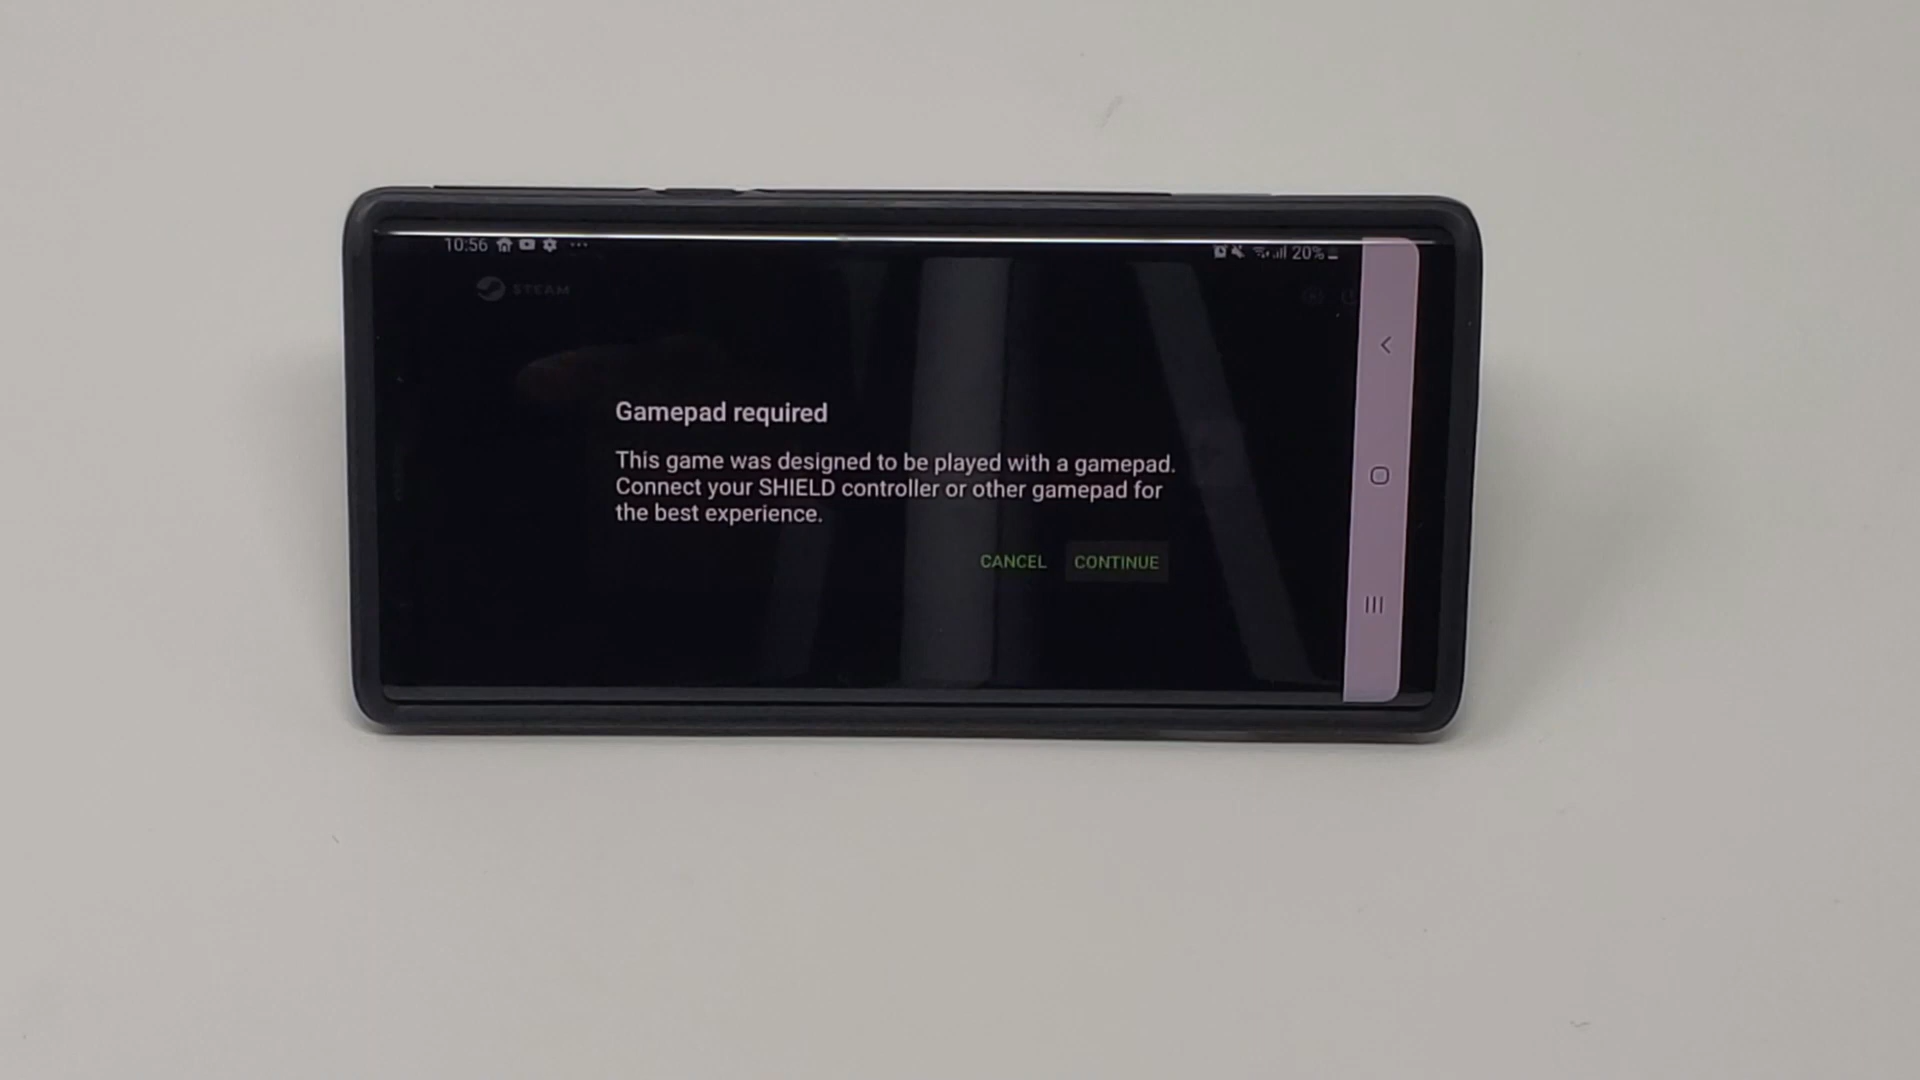 10:56
20%
STEAM
Gamepad required
This game was designed to be played with a gamepad.
Connect your SHIELD controller or other gamepad for
the best experience.
CANCEL CONTINUE